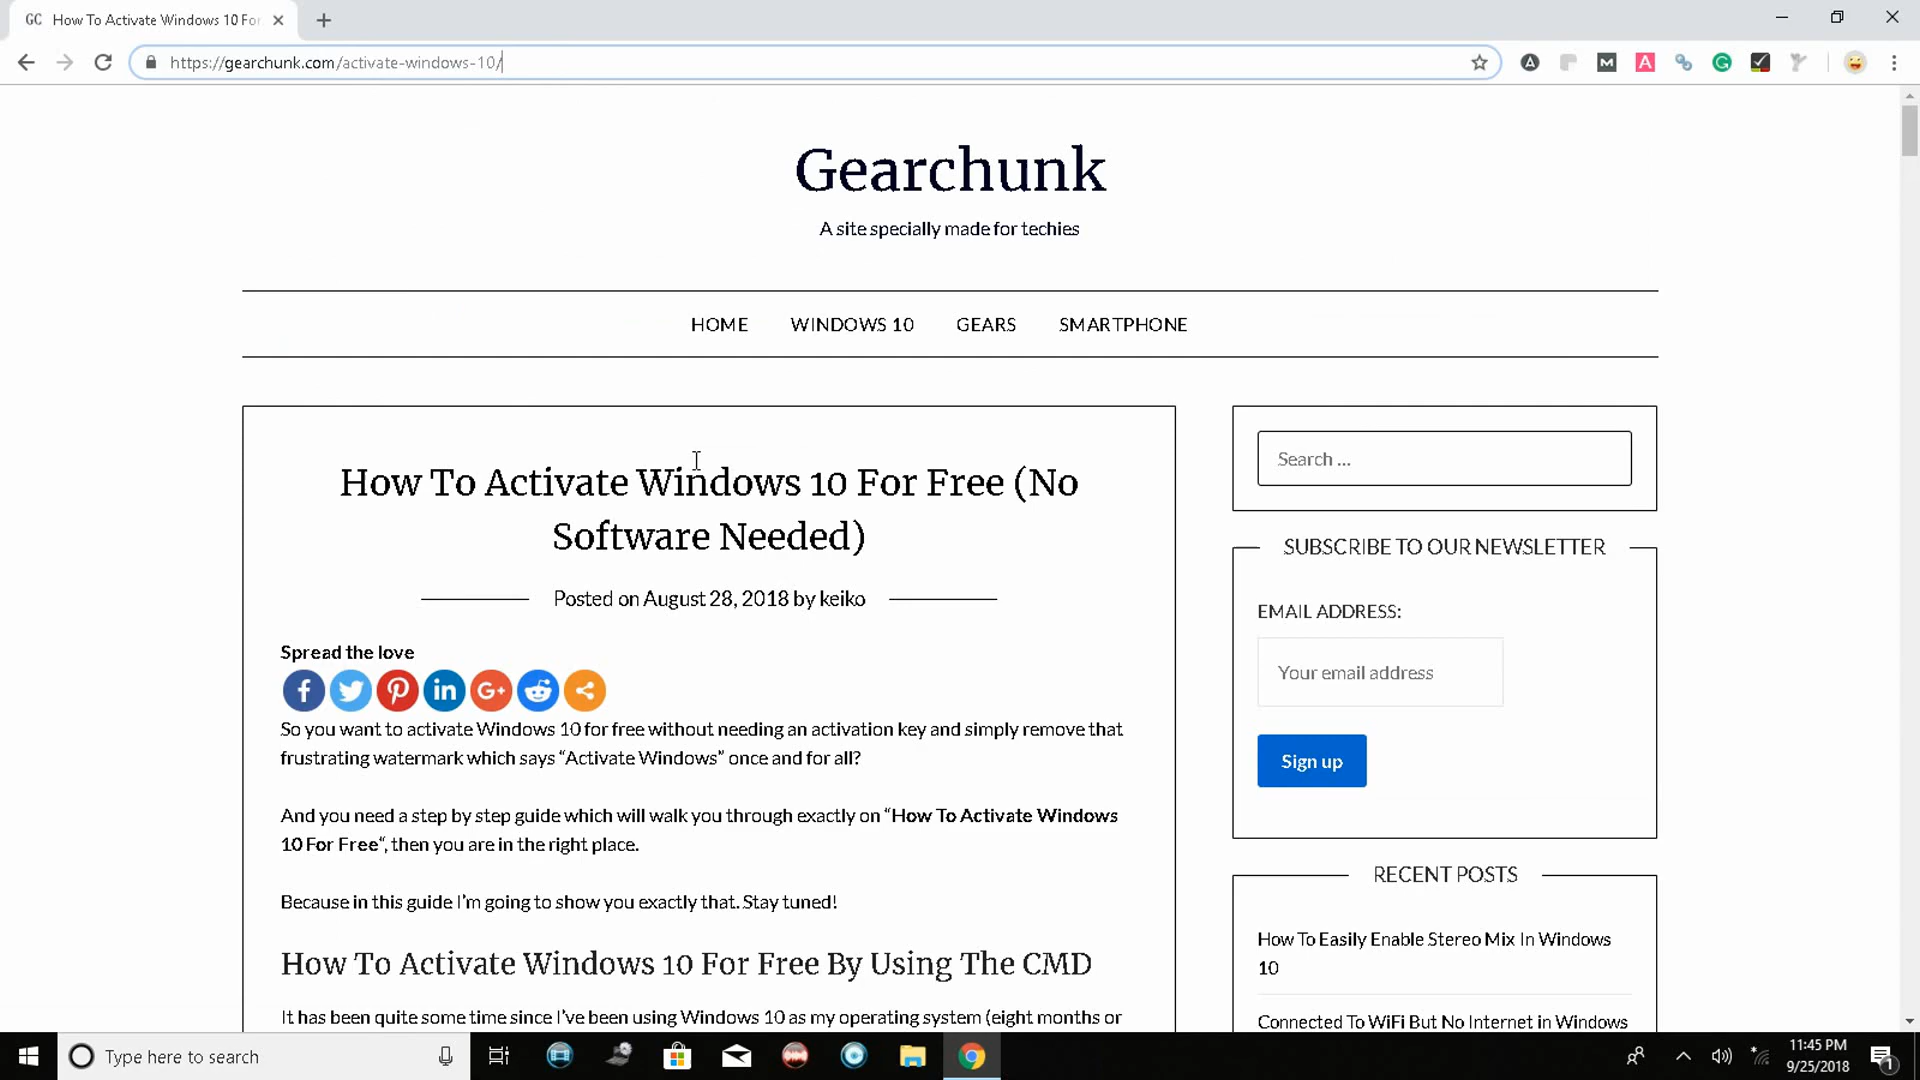 GC How To Activate Windows 10 For
https://gearchunk.com/activate-windows-10/
Gearchunk
A site specially made for techies
HOME WINDOWS 10 GEARS SMARTPHONE
How To Activate Windows 10 For Free (No
Software Needed)
Posted on August 28, 2018 by keiko
Spread the love
So you want to activate Windows 10 for free without needing an activation key and simply remove that
frustrating watermark which says “Activate Windows” once and for all?
And you need a step by step guide which will walk you through exactly on “How To Activate Windows
10 For Free“, then you are in the right place.
Because in this guide I’m going to show you exactly that. Stay tuned!
How To Activate Windows 10 For Free By Using The CMD
It has been quite some time since I’ve been using Windows 10 as my operating system (eight months or
Search ...
SUBSCRIBE TO OUR NEWSLETTER
EMAIL ADDRESS:
Your email address
Sign up
RECENT POSTS
How To Easily Enable Stereo Mix In Windows
10
Connected To WiFi But No Internet in Windows
Type here to search
11:45 PM
9/25/2018
1